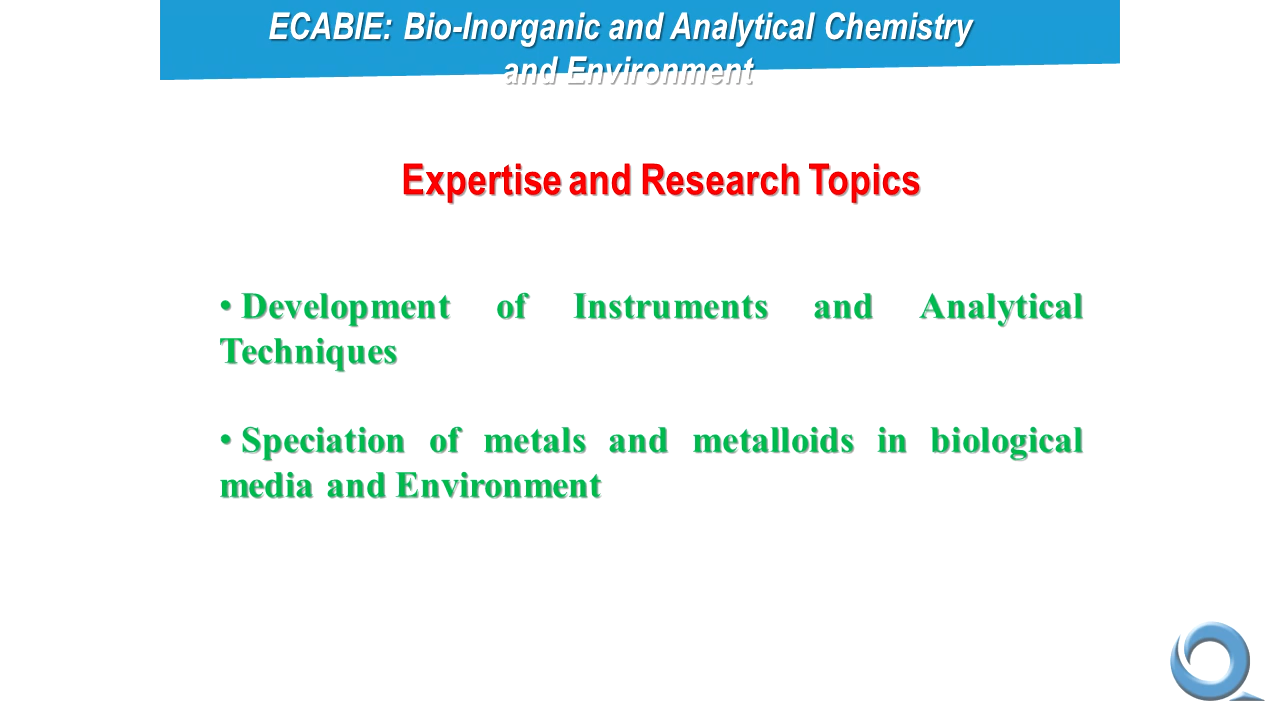 ECABIE: Bio-Inorganic and Analytical Chemistry
and Environment
Expertise and Research Topics
• Development of Instruments and Analytical
Techniques
• Speciation of metals and metalloids in biological
media and Environment